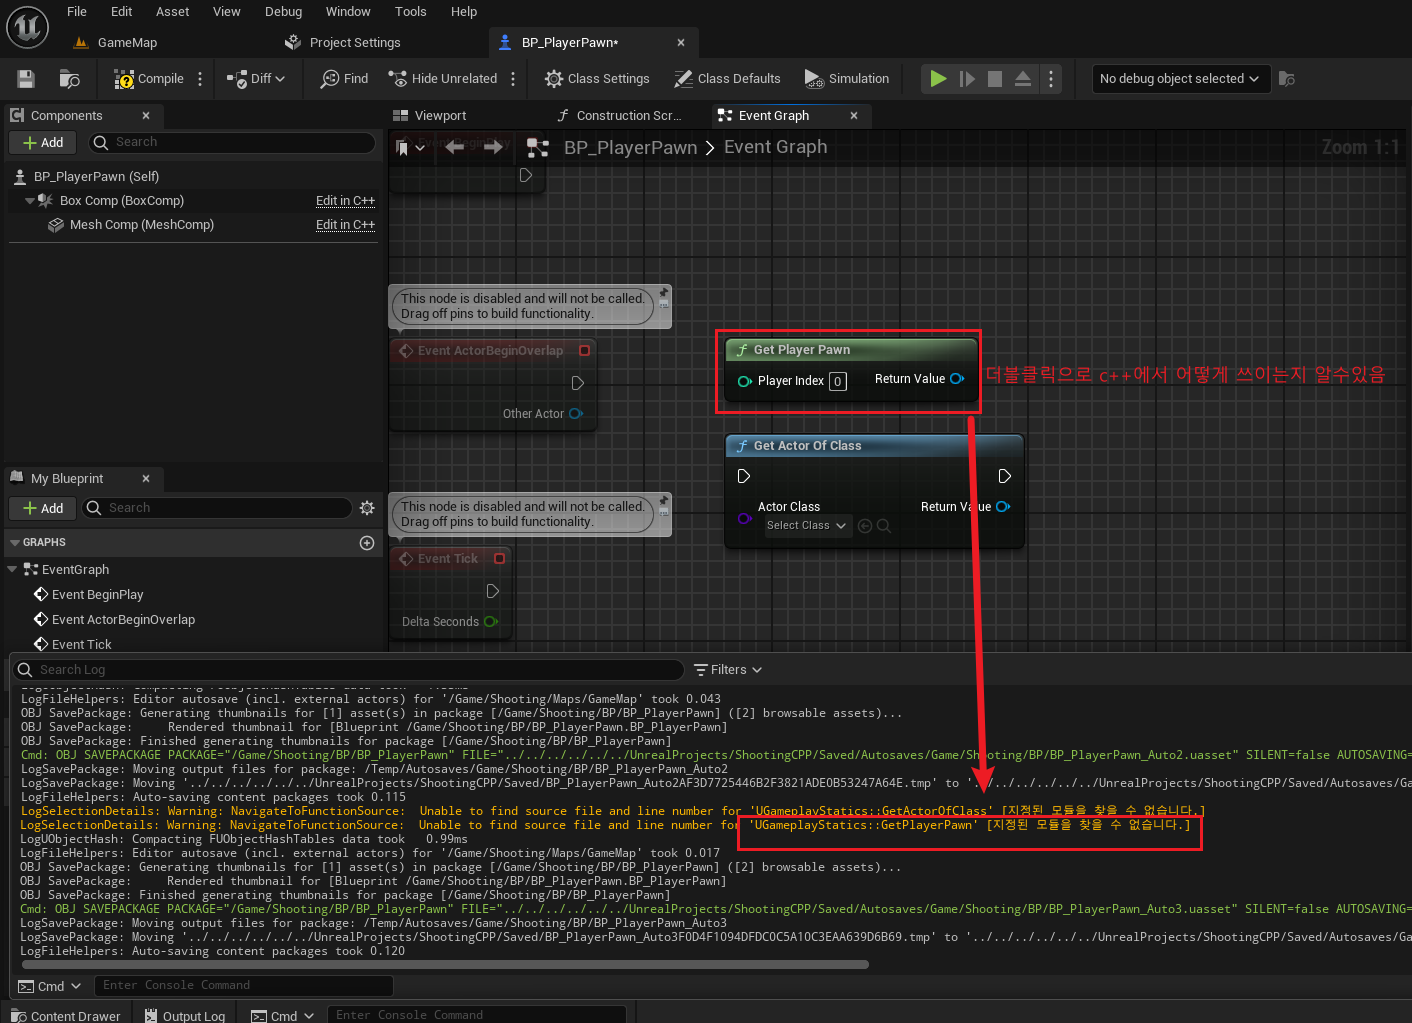 File Edit Asset View Debug Window Tools Help
GameMap Project Settings BP_PlayerPawn*
Compile Diff Find Hide Unrelated Class Settings Class Defaults Simulation No debug object selected
Components Viewport Construction Scr... Event Graph
Add Search
BP_PlayerPawn > Event Graph Zoom 1:1
BP_PlayerPawn (Self)
Box Comp (BoxComp) Edit in C++
Mesh Comp (MeshComp) Edit in C++
This node is disabled and will not be called.
Drag off pins to build functionality.
Event ActorBeginOverlap
Other Actor
Get Player Pawn
Player Index 0 Return Value
더블클릭으로 c++에서 어떻게 쓰이는지 알수있음
Get Actor Of Class
Actor Class Return Value
Select Class
My Blueprint
Add Search
GRAPHS
EventGraph
Event BeginPlay
Event ActorBeginOverlap
Event Tick
This node is disabled and will not be called.
Drag off pins to build functionality.
Event Tick
Delta Seconds
Search Log Filters
LogFileHelpers: Editor autosave (incl. external actors) for '/Game/Shooting/Maps/GameMap' took 0.043
OBJ SavePackage: Generating thumbnails for [1] asset(s) in package [/Game/Shooting/BP/BP_PlayerPawn] ([2] browsable assets)...
OBJ SavePackage:     Rendered thumbnail for [Blueprint /Game/Shooting/BP/BP_PlayerPawn.BP_PlayerPawn]
OBJ SavePackage: Finished generating thumbnails for package [/Game/Shooting/BP/BP_PlayerPawn]
Cmd: OBJ SAVEPACKAGE PACKAGE="/Game/Shooting/BP/BP_PlayerPawn" FILE="../../../../../../UnrealProjects/ShootingCPP/Saved/Autosaves/Game/Shooting/BP/BP_PlayerPawn_Auto2.uasset" SILENT=false AUTOSAVING=
LogSavePackage: Moving output files for package: /Temp/Autosaves/Game/Shooting/BP/BP_PlayerPawn_Auto2
LogSavePackage: Moving '../../../../../../UnrealProjects/ShootingCPP/Saved/BP_PlayerPawn_Auto2AF3D7725446B2F3821ADE0B53247A64E.tmp' to '../../../../../../UnrealProjects/ShootingCPP/Saved/Autosaves/Ga
LogFileHelpers: Auto-saving content packages took 0.115
LogSelectionDetails: Warning: NavigateToFunctionSource:  Unable to find source file and line number for 'UGameplayStatics::GetActorOfClass' [지정된 모듈을 찾을 수 없습니다.]
LogSelectionDetails: Warning: NavigateToFunctionSource:  Unable to find source file and line number for 'UGameplayStatics::GetPlayerPawn' [지정된 모듈을 찾을 수 없습니다.]
LogUObjectHash: Compacting FUObjectHashTables data took   0.99ms
LogFileHelpers: Editor autosave (incl. external actors) for '/Game/Shooting/Maps/GameMap' took 0.017
OBJ SavePackage: Generating thumbnails for [1] asset(s) in package [/Game/Shooting/BP/BP_PlayerPawn] ([2] browsable assets)...
OBJ SavePackage:     Rendered thumbnail for [Blueprint /Game/Shooting/BP/BP_PlayerPawn.BP_PlayerPawn]
OBJ SavePackage: Finished generating thumbnails for package [/Game/Shooting/BP/BP_PlayerPawn]
Cmd: OBJ SAVEPACKAGE PACKAGE="/Game/Shooting/BP/BP_PlayerPawn" FILE="../../../../../../UnrealProjects/ShootingCPP/Saved/Autosaves/Game/Shooting/BP/BP_PlayerPawn_Auto3.uasset" SILENT=false AUTOSAVING=
LogSavePackage: Moving output files for package: /Temp/Autosaves/Game/Shooting/BP/BP_PlayerPawn_Auto3
LogSavePackage: Moving '../../../../../../UnrealProjects/ShootingCPP/Saved/BP_PlayerPawn_Auto3F0D4F1094DFDC0C5A10C3EAA639D6B69.tmp' to '../../../../../../UnrealProjects/ShootingCPP/Saved/Autosaves/Ga
LogFileHelpers: Auto-saving content packages took 0.120
Cmd Enter Console Command
Content Drawer Output Log Cmd Enter Console Command